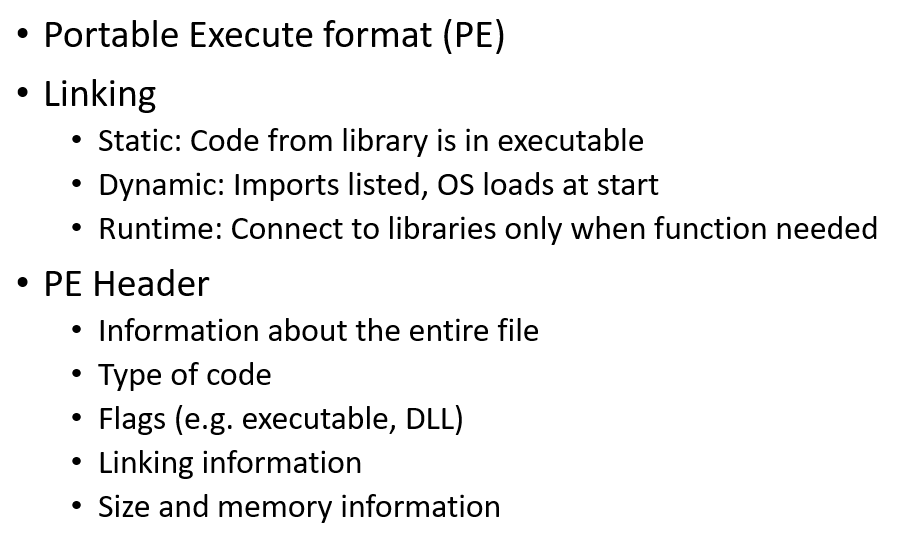 • Portable Execute format (PE)
• Linking
• Static: Code from library is in executable
• Dynamic: Imports listed, OS loads at start
• Runtime: Connect to libraries only when function needed
• PE Header
• Information about the entire file
• Type of code
• Flags (e.g. executable, DLL)
• Linking information
• Size and memory information